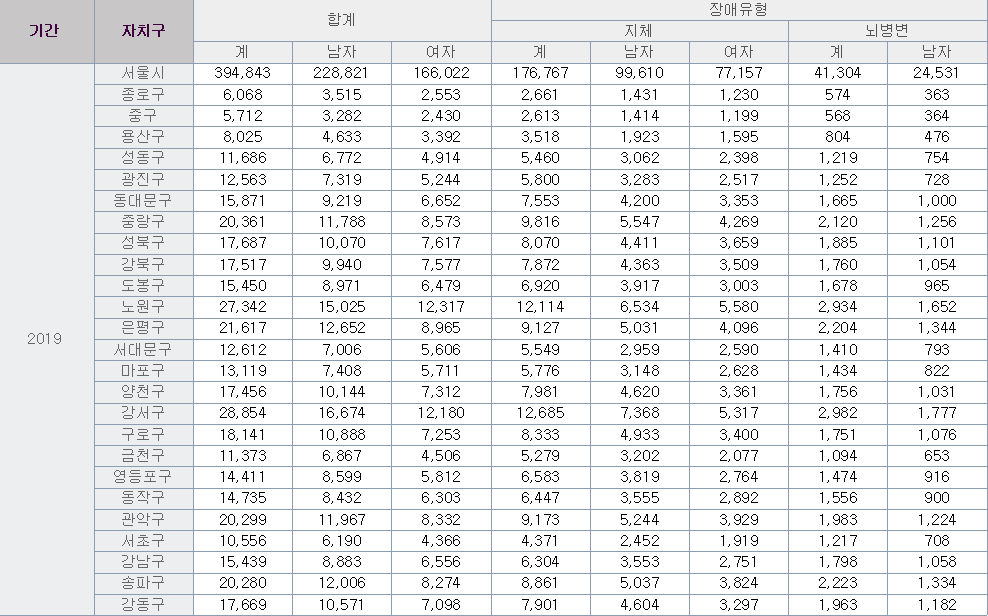 기간 자치구 합계 장애유형
지체 뇌병변
계 남자 여자 계 남자 여자 계 남자
2019
서울시 394,843 228,821 166,022 176,767 99,610 77,157 41,304 24,531
종로구 6,068 3,515 2,553 2,661 1,431 1,230 574 363
중구 5,712 3,282 2,430 2,613 1,414 1,199 568 364
용산구 8,025 4,633 3,392 3,518 1,923 1,595 804 476
성동구 11,686 6,772 4,914 5,460 3,062 2,398 1,219 754
광진구 12,563 7,319 5,244 5,800 3,283 2,517 1,252 728
동대문구 15,871 9,219 6,652 7,553 4,200 3,353 1,665 1,000
중랑구 20,361 11,788 8,573 9,816 5,547 4,269 2,120 1,256
성북구 17,687 10,070 7,617 8,070 4,411 3,659 1,885 1,101
강북구 17,517 9,940 7,577 7,872 4,363 3,509 1,760 1,054
도봉구 15,450 8,971 6,479 6,920 3,917 3,003 1,678 965
노원구 27,342 15,025 12,317 12,114 6,534 5,580 2,934 1,652
은평구 21,617 12,652 8,965 9,127 5,031 4,096 2,204 1,344
서대문구 12,612 7,006 5,606 5,549 2,959 2,590 1,410 793
마포구 13,119 7,408 5,711 5,776 3,148 2,628 1,434 822
양천구 17,456 10,144 7,312 7,981 4,620 3,361 1,756 1,031
강서구 28,854 16,674 12,180 12,685 7,368 5,317 2,982 1,777
구로구 18,141 10,888 7,253 8,333 4,933 3,400 1,751 1,076
금천구 11,373 6,867 4,506 5,279 3,202 2,077 1,094 653
영등포구 14,411 8,599 5,812 6,583 3,819 2,764 1,474 916
동작구 14,735 8,432 6,303 6,447 3,555 2,892 1,556 900
관악구 20,299 11,967 8,332 9,173 5,244 3,929 1,983 1,224
서초구 10,556 6,190 4,366 4,371 2,452 1,919 1,217 708
강남구 15,439 8,883 6,556 6,304 3,553 2,751 1,798 1,058
송파구 20,280 12,006 8,274 8,861 5,037 3,824 2,223 1,334
강동구 17,669 10,571 7,098 7,901 4,604 3,297 1,963 1,182